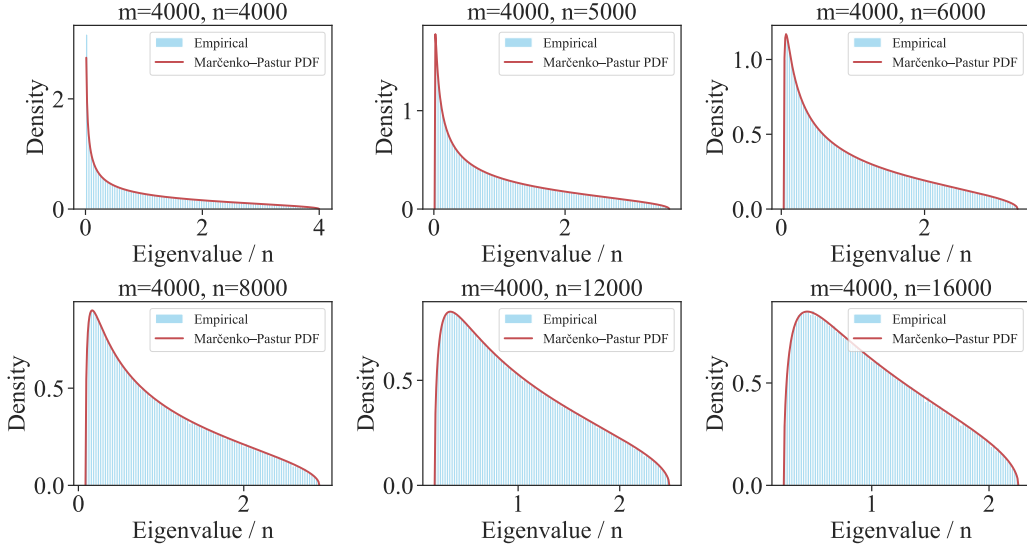 m=4000, n=4000
Density
2
0
Empirical
Marčenko–Pastur PDF
0
2
4
Eigenvalue / n
m=4000, n=5000
Density
1
0
Empirical
Marčenko–Pastur PDF
0
2
Eigenvalue / n
m=4000, n=6000
Density
1.0
0.5
0.0
Empirical
Marčenko–Pastur PDF
0
2
Eigenvalue / n
m=4000, n=8000
Density
0.5
0.0
Empirical
Marčenko–Pastur PDF
0
2
Eigenvalue / n
m=4000, n=12000
Density
0.5
0.0
Empirical
Marčenko–Pastur PDF
1
2
Eigenvalue / n
m=4000, n=16000
Density
0.5
0.0
Empirical
Marčenko–Pastur PDF
1
2
Eigenvalue / n